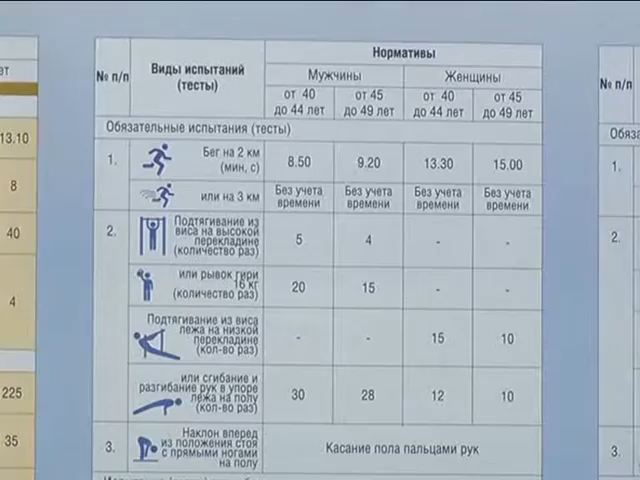 Нормативы
№ п/п
Виды испытаний
(тесты)
Мужчины
Женщины
от 40
до 44 лет
от 45
до 49 лет
от 40
до 44 лет
от 45
до 49 лет
Обязательные испытания (тесты)
1.
Бег на 2 км
(мин, с)
8.50
9.20
13.30
15.00
или на 3 км
Без учета
времени
Без учета
времени
Без учета
времени
Без учета
времени
2.
Подтягивание из
виса на высокой
перекладине
(количество раз)
5
4
-
-
или рывок гири
16 кг
(количество раз)
20
15
-
-
Подтягивание из виса
лежа на низкой
перекладине
(кол-во раз)
-
-
15
10
или сгибание и
разгибание рук в упоре
лежа на полу
(кол-во раз)
30
28
12
10
3.
Наклон вперед
из положения стоя
с прямыми ногами
на полу
Касание пола пальцами рук
13.10
8
40
4
225
35
№ п/п
1.
2.
3.